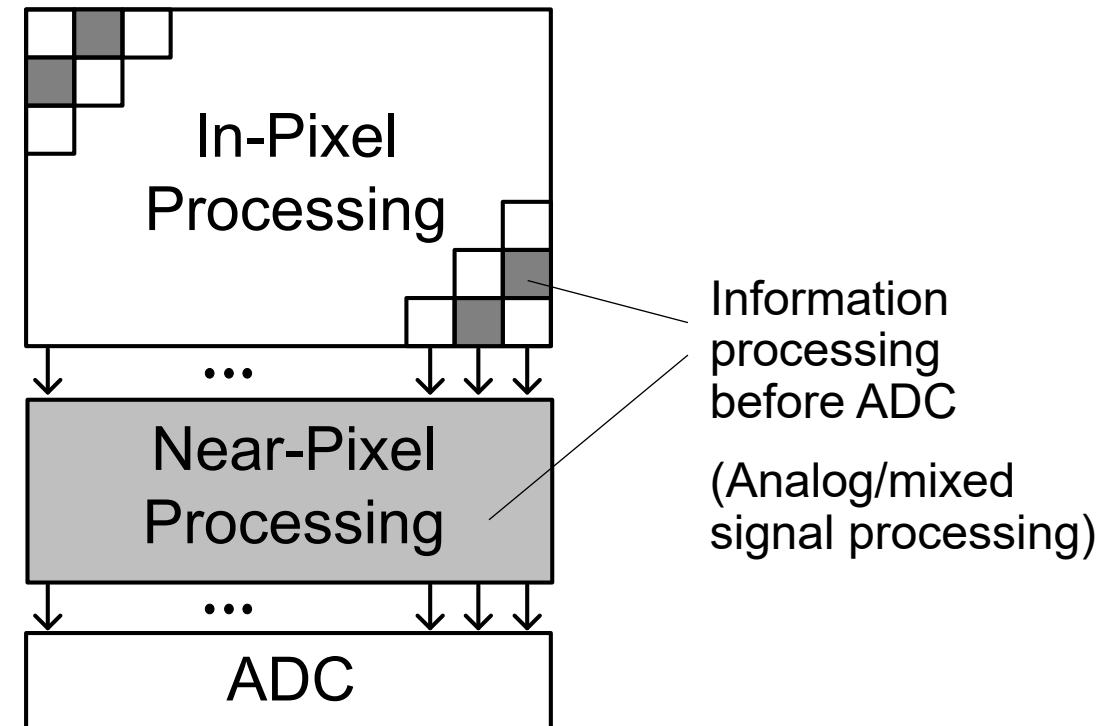 In-Pixel
Processing
...
Near-Pixel
Processing
...
ADC
Information
processing
before ADC
(Analog/mixed
signal processing)